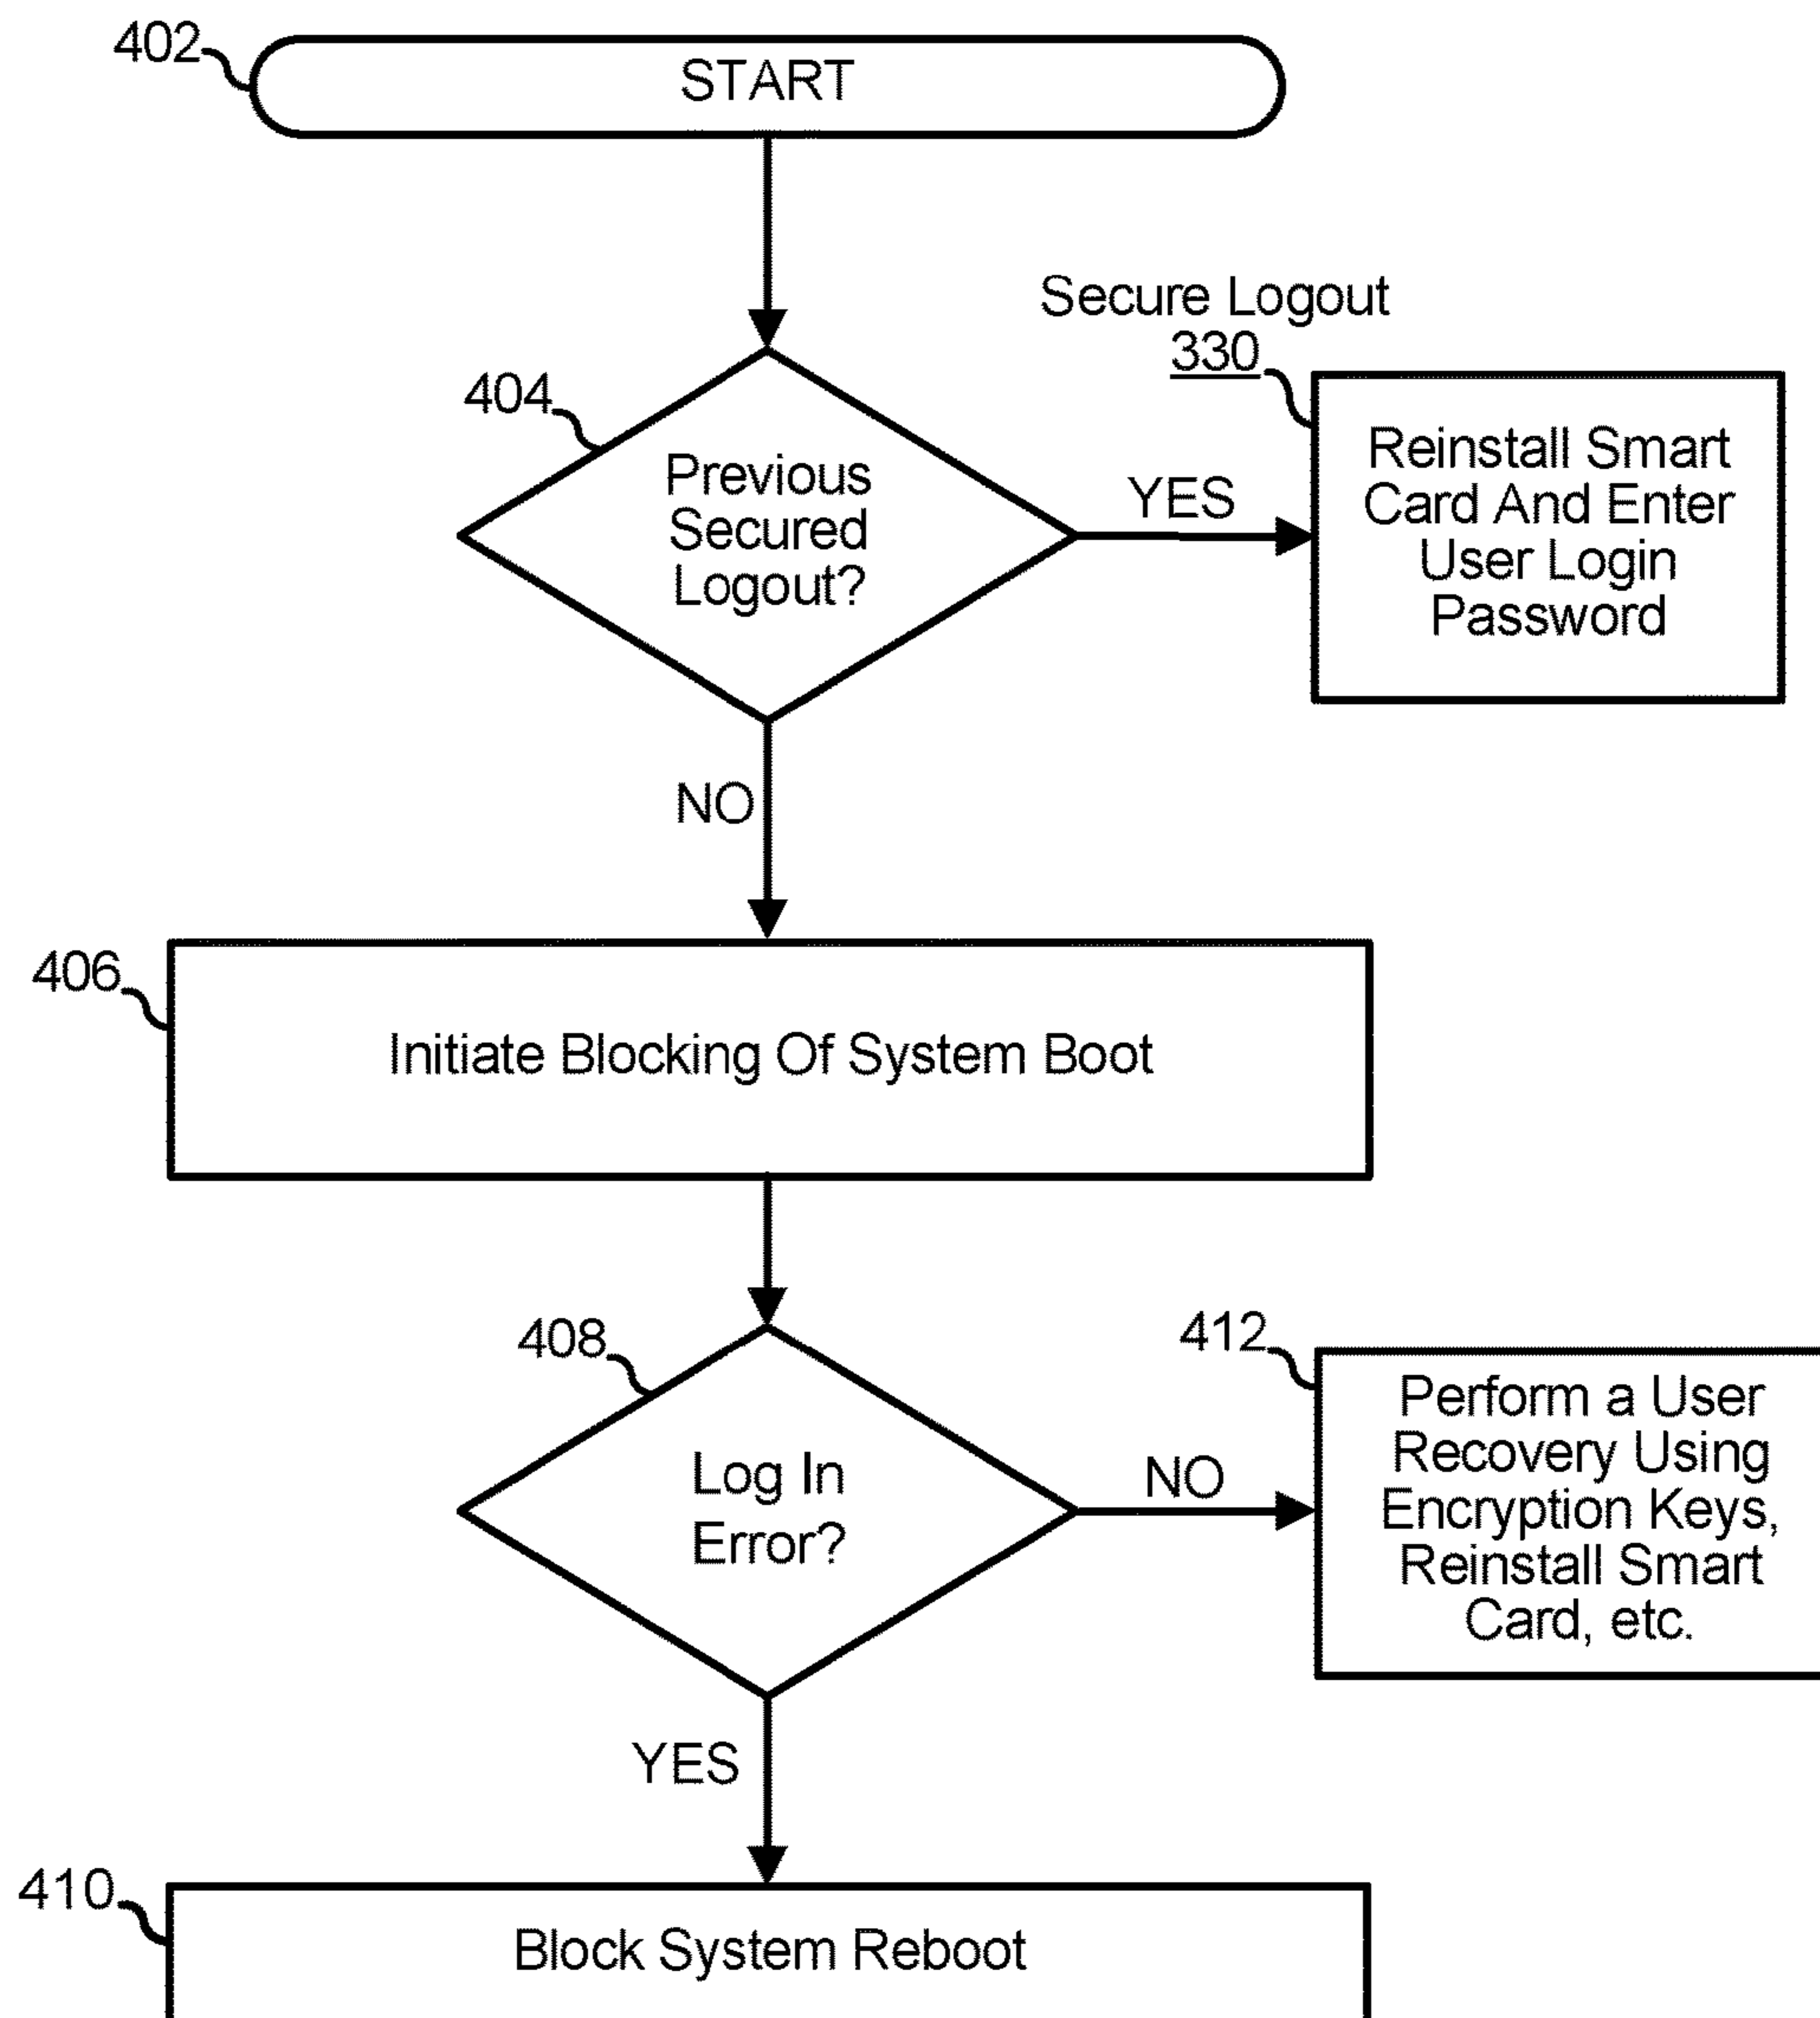 402
START
Secure Logout
330
404
Previous
Secured
Logout?
YES
Reinstall Smart
Card And Enter
User Login
Password
NO
406
Initiate Blocking Of System Boot
408
Log In
Error?
NO
412
Perform a User
Recovery Using
Encryption Keys,
Reinstall Smart
Card, etc.
YES
410
Block System Reboot